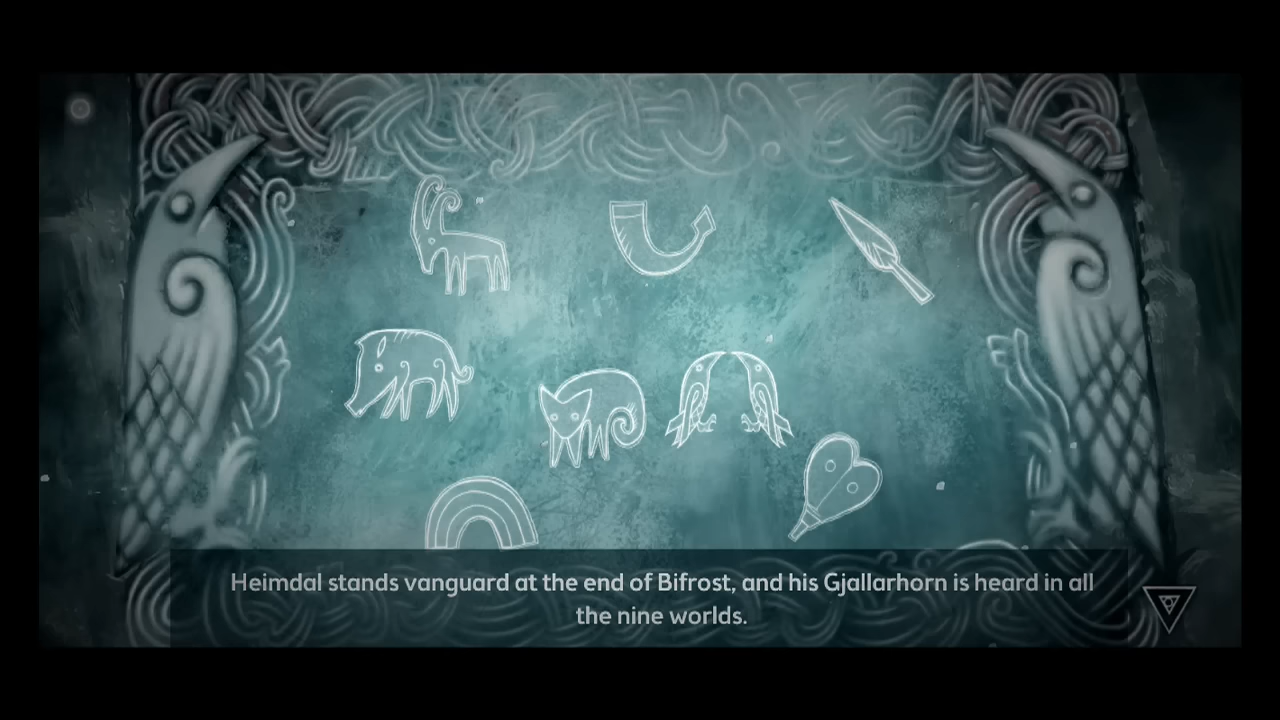 Heimdal stands vanguard at the end of Bifrost, and his Gjallarhorn is heard in all
the nine worlds.